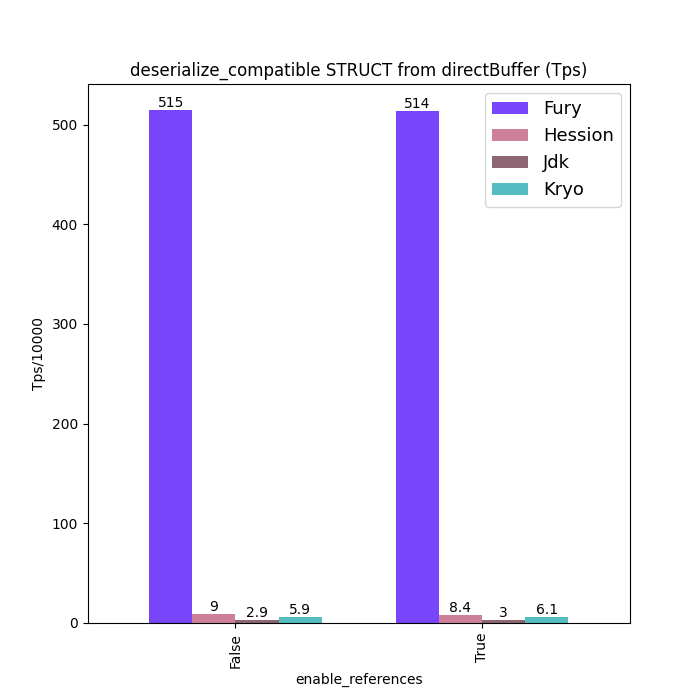 deserialize_compatible STRUCT from directBuffer (Tps)
Fury
Hession
Jdk
Kryo
Tps/10000
500
400
300
200
100
0
515
9
2.9
5.9
514
8.4
3
6.1
False
True
enable_references